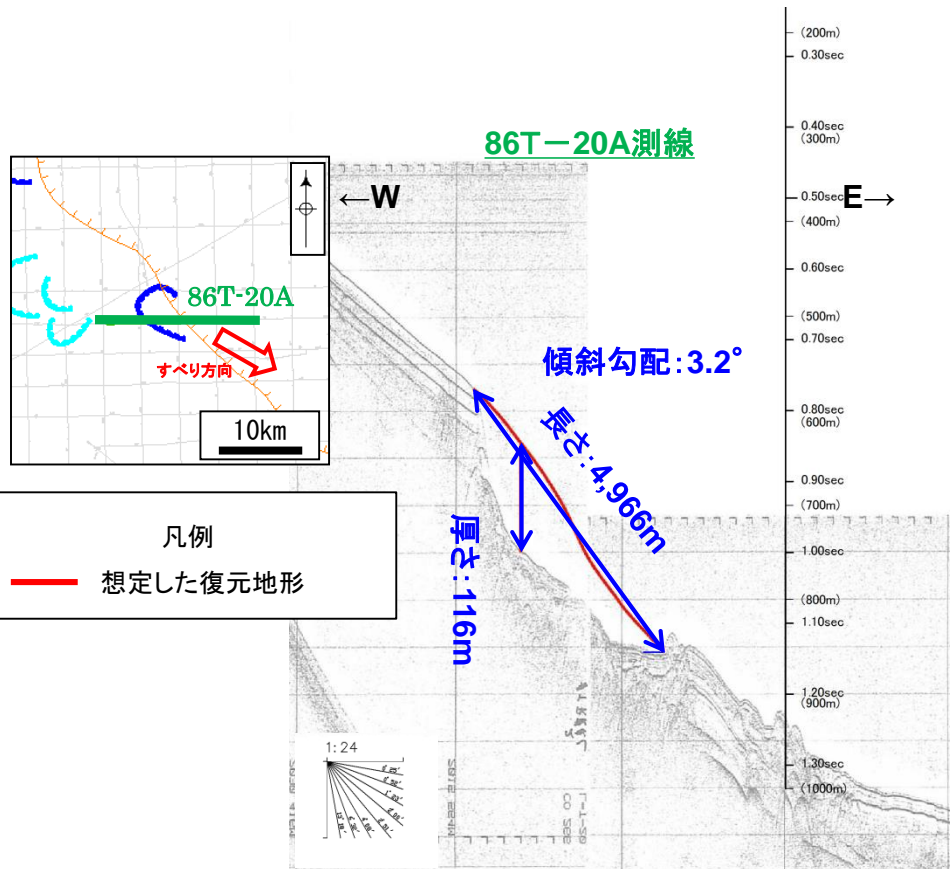 86T－20A測線
←W
E→
(200m)
0.30sec
0.40sec
(300m)
0.50sec
(400m)
0.60sec
(500m)
0.70sec
0.80sec
(600m)
0.90sec
(700m)
1.00sec
(800m)
1.10sec
1.20sec
(900m)
1.30sec
(1000m)
86T-20A
すべり方向
10km
傾斜勾配：3.2°
長さ：4,966m
厚さ：116m
凡例
想定した復元地形
1:24